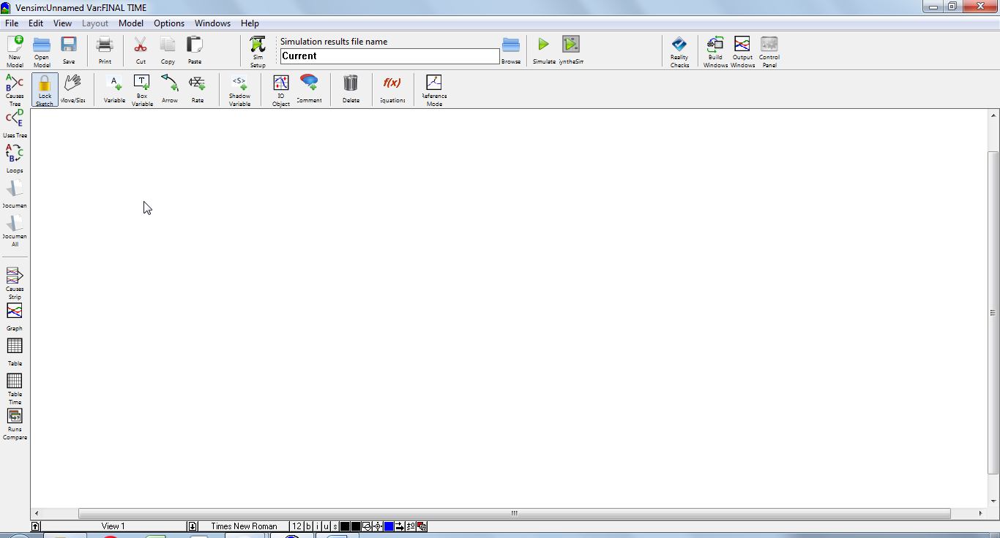 Vensim:Unnamed Var:FINAL TIME
File Edit View Layout Model Options Windows Help
New Model
Open Model
Save
Print
Cut
Copy
Paste
Sim Setup
Simulation results file name
Current
Browse
Simulate
yntheSim
Reality Checks
Build Windows
Output Windows
Control Panel
Causes Tree
Lock Sketch
Move/Size
Variable
Box Variable
Arrow
Rate
Shadow Variable
IO Object
Comment
Delete
f(x)
Equations
Reference Mode
Uses Tree
Loops
Documen
Documen All
Causes Strip
Graph
Table
Table Time
Runs Compare
View 1 Times New Roman 12 b i u s